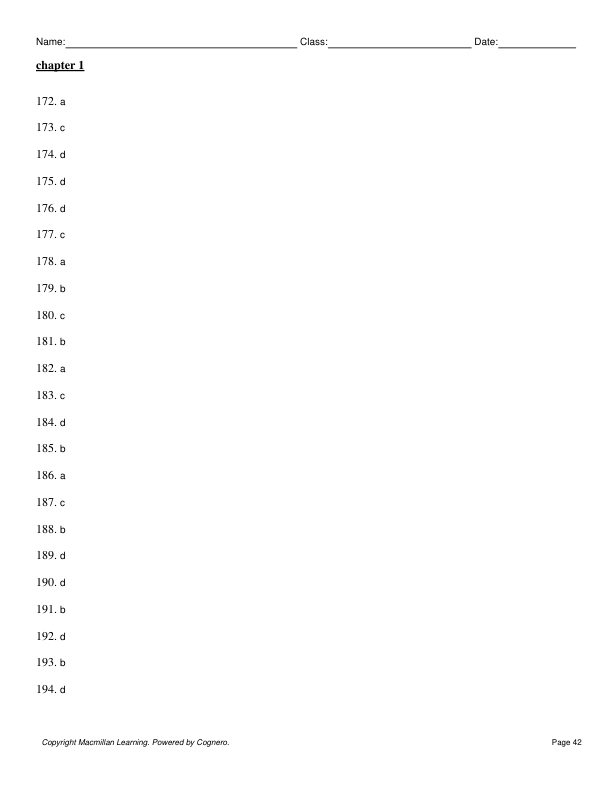 Name: Class: Date:
chapter 1
172. a
173. c
174. d
175. d
176. d
177. c
178. a
179. b
180. c
181. b
182. a
183. c
184. d
185. b
186. a
187. c
188. b
189. d
190. d
191. b
192. d
193. b
194. d
Copyright Macmillan Learning. Powered by Cognero. Page 42